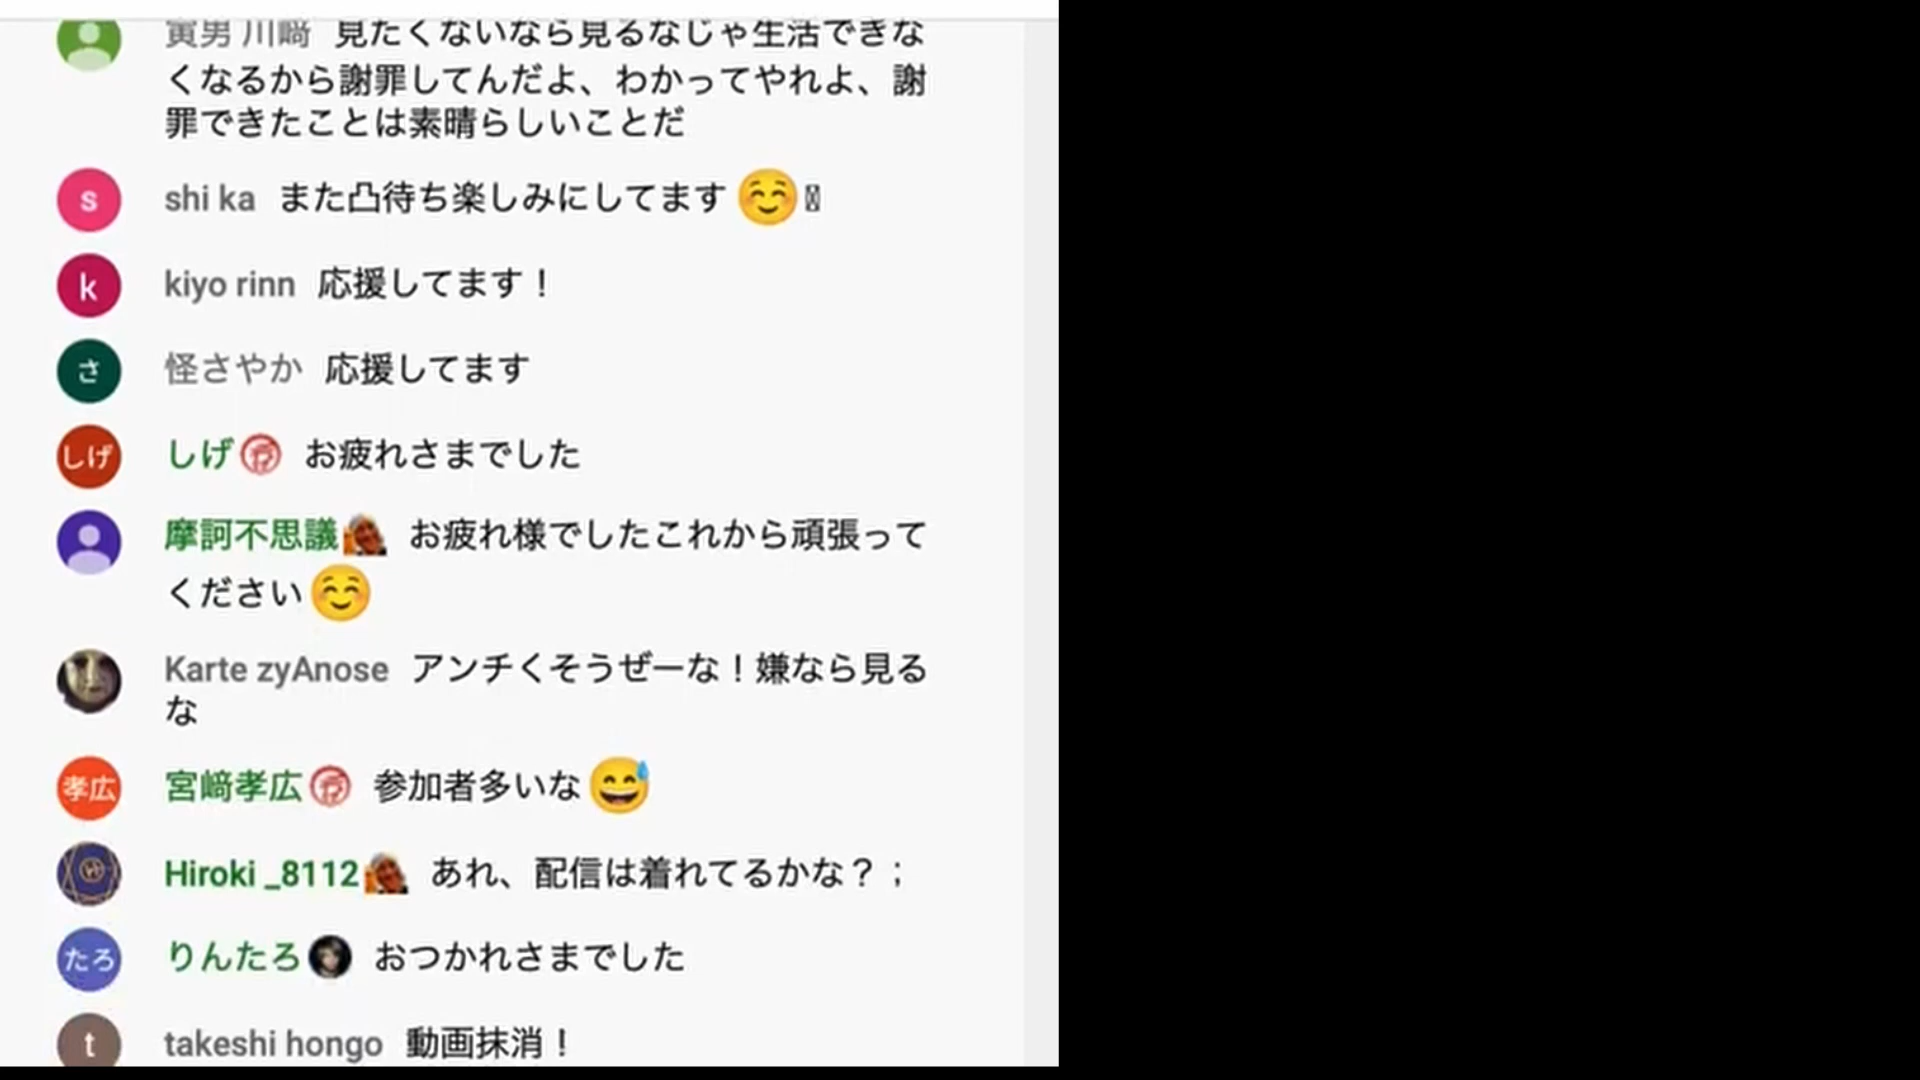 寅男 川﨑 見たくないなら見るなじゃ生活できな
くなるから謝罪してんだよ、わかってやれよ、謝
罪できたことは素晴らしいことだ
s shi ka また凸待ち楽しみにしてます
k kiyo rinn 応援してます！
さ 怪さやか 応援してます
しげ しげ お疲れさまでした
摩訶不思議 お疲れ様でしたこれから頑張って
ください
Karte zyAnose アンチくそうぜーな！嫌なら見る
な
孝広 宮﨑孝広 参加者多いな
Hiroki _8112 あれ、配信は着れてるかな？；
たろ りんたろ おつかれさまでした
t takeshi hongo 動画抹消！